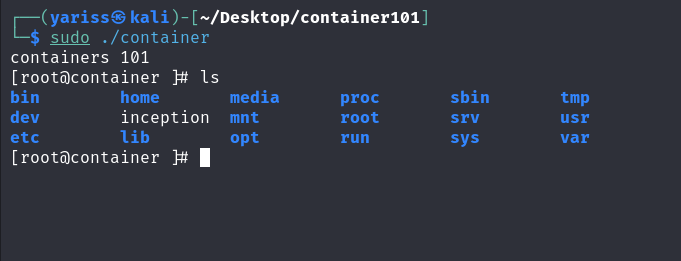 ┌──(yariss㉿kali)-[~/Desktop/container101]
└─$ sudo ./container
containers 101
[root@container ]# ls
bin home media proc sbin tmp
dev inception mnt root srv usr
etc lib opt run sys var
[root@container ]#